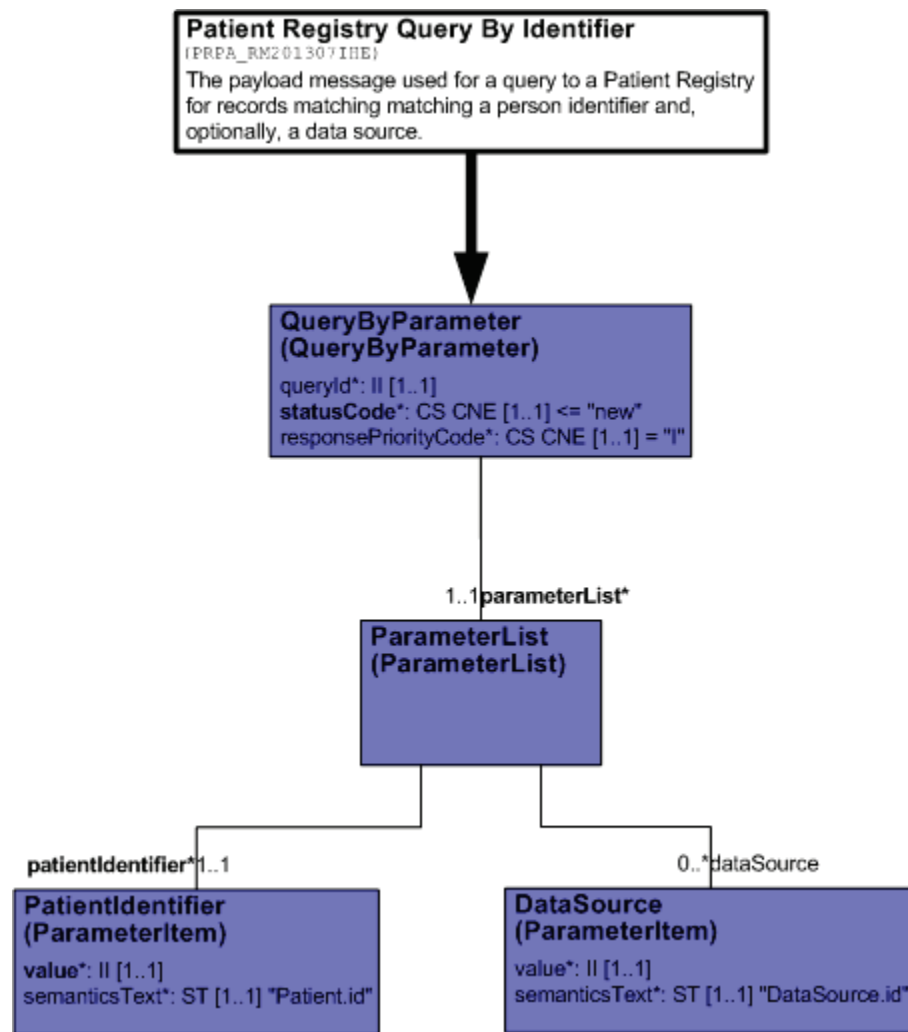 Patient Registry Query By Identifier
(PRPA_RM201307IHE)
The payload message used for a query to a Patient Registry
for records matching matching a person identifier and,
optionally, a data source.
QueryByParameter
(QueryByParameter)
queryId*: II [1..1]
statusCode*: CS CNE [1..1] <= "new"
responsePriorityCode*: CS CNE [1..1] = "I"
1..1parameterList*
ParameterList
(ParameterList)
patientIdentifier*1..1
0..*dataSource
PatientIdentifier
(ParameterItem)
value*: II [1..1]
semanticsText*: ST [1..1] "Patient.id"
DataSource
(ParameterItem)
value*: II [1..1]
semanticsText*: ST [1..1] "DataSource.id"